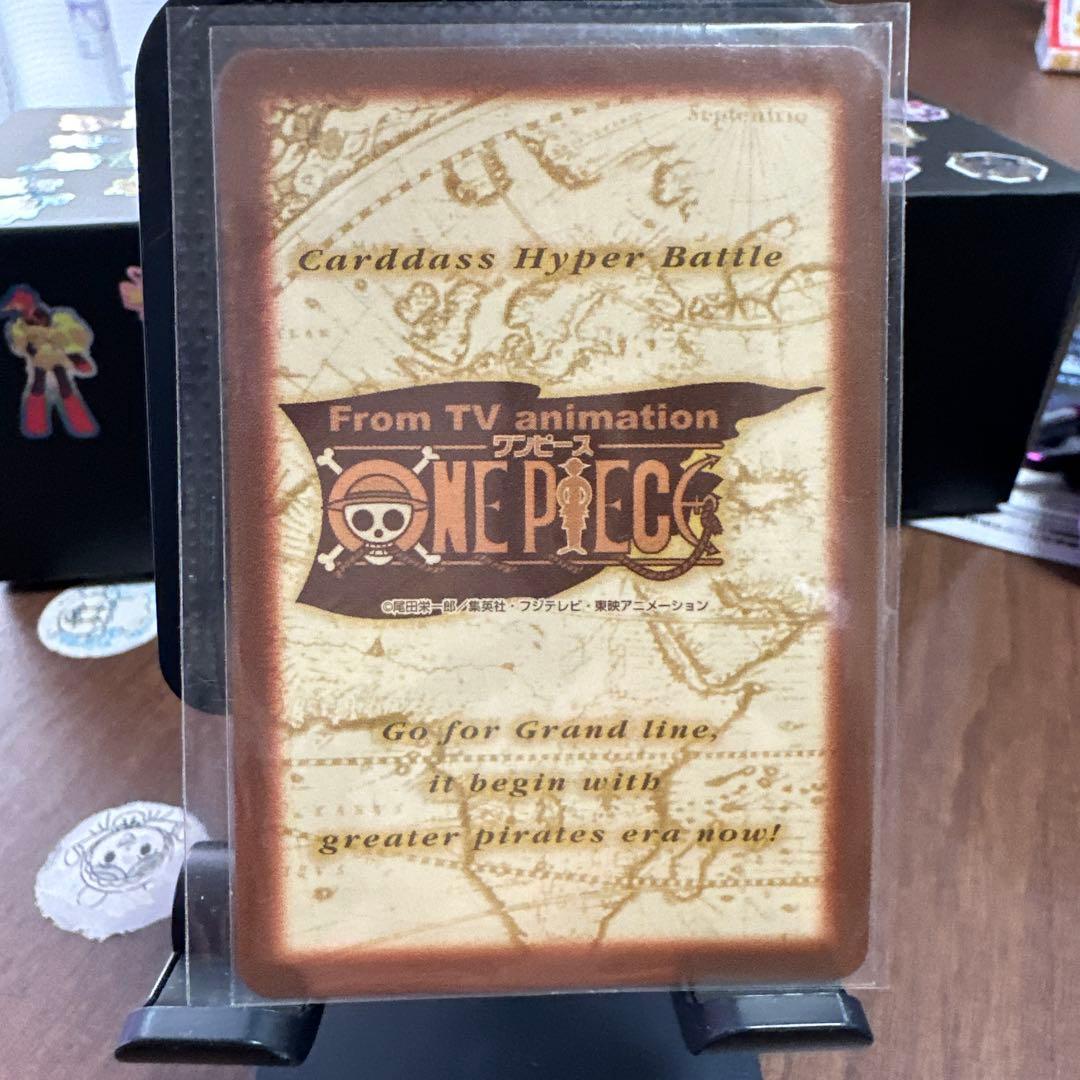 Septentrio
Carddass Hyper Battle
From TV animation
ワンピース
ONE PIECE
©尾田栄一郎／集英社・フジテレビ・東映アニメーション
Go for Grand line,
it begin with
greater pirates era now!